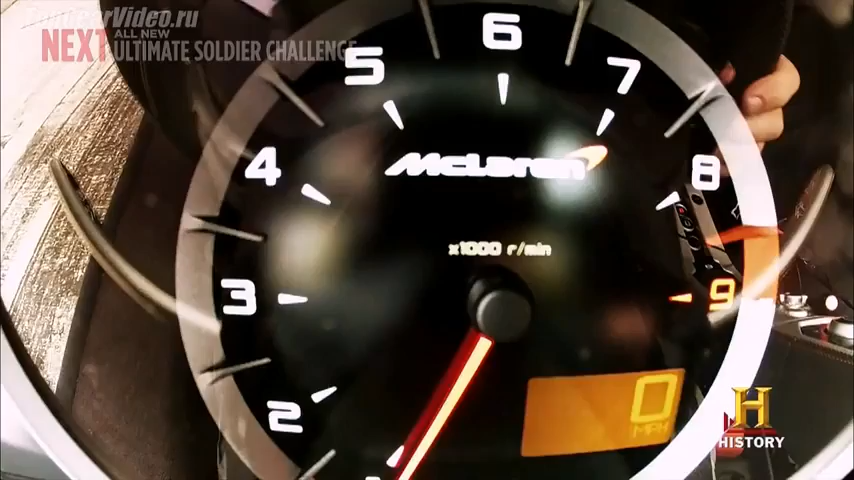 TopGearVideo.ru
NEXT ALL NEW
ULTIMATE SOLDIER CHALLENGE
6
5
7
4
McLaren
8
x1000 r/min
3
9
2
0
MPH
H
HISTORY